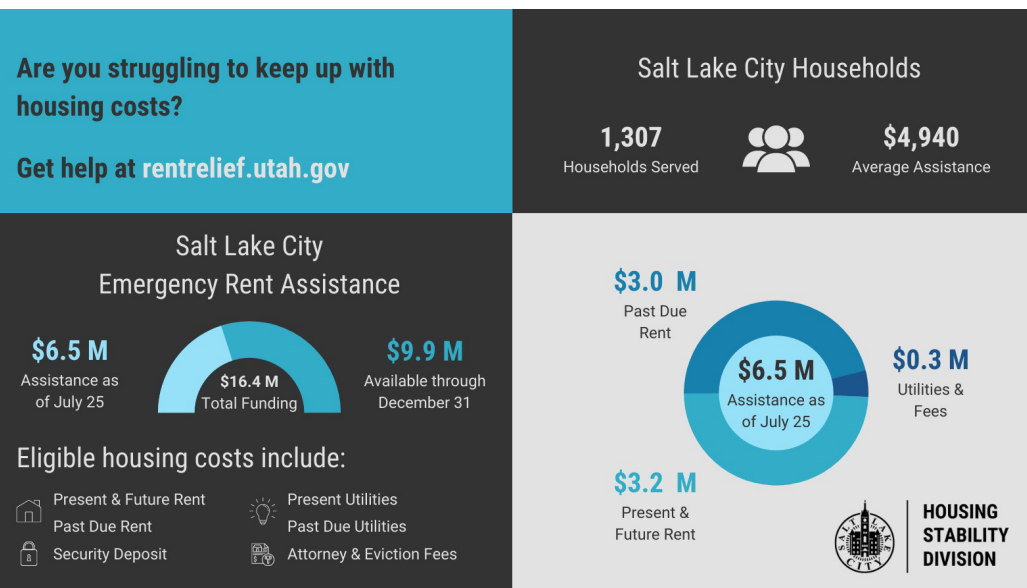 Are you struggling to keep up with
housing costs?
Get help at rentrelief.utah.gov
Salt Lake City Households
1,307
Households Served
$4,940
Average Assistance
Salt Lake City
Emergency Rent Assistance
$6.5 M
Assistance as
of July 25
$16.4 M
Total Funding
$9.9 M
Available through
December 31
Eligible housing costs include:
Present & Future Rent
Past Due Rent
Security Deposit
Present Utilities
Past Due Utilities
Attorney & Eviction Fees
$3.0 M
Past Due
Rent
$6.5 M
Assistance as
of July 25
$0.3 M
Utilities &
Fees
$3.2 M
Present &
Future Rent
SALT LAKE CITY
HOUSING
STABILITY
DIVISION